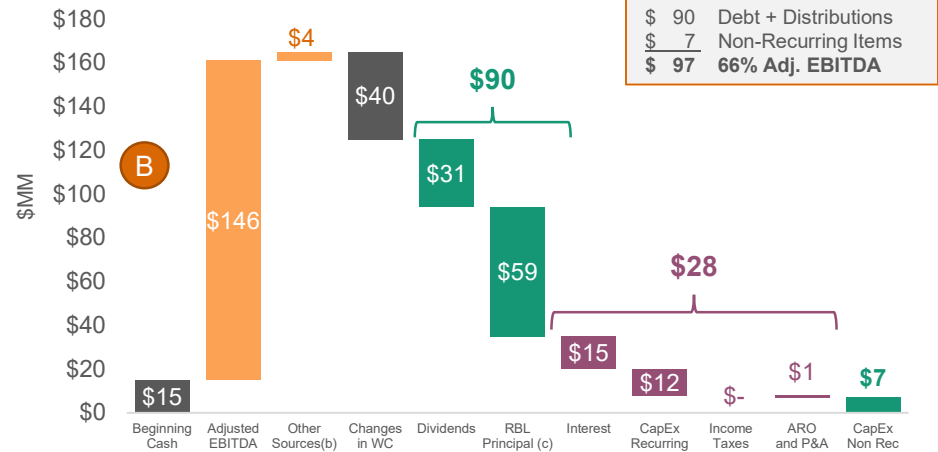 $ 90 Debt + Distributions
$ 7 Non-Recurring Items
$ 97 66% Adj. EBITDA
$MM
$180
$160
$140
$120
$100
$80
$60
$40
$20
$0
B
$15
$146
$4
$40
$90
$31
$59
$28
$15
$12
$-
$1
$7
Beginning
Cash
Adjusted
EBITDA
Other
Sources(b)
Changes
in WC
Dividends
RBL
Principal (c)
Interest
CapEx
Recurring
Income
Taxes
ARO
and P&A
CapEx
Non Rec